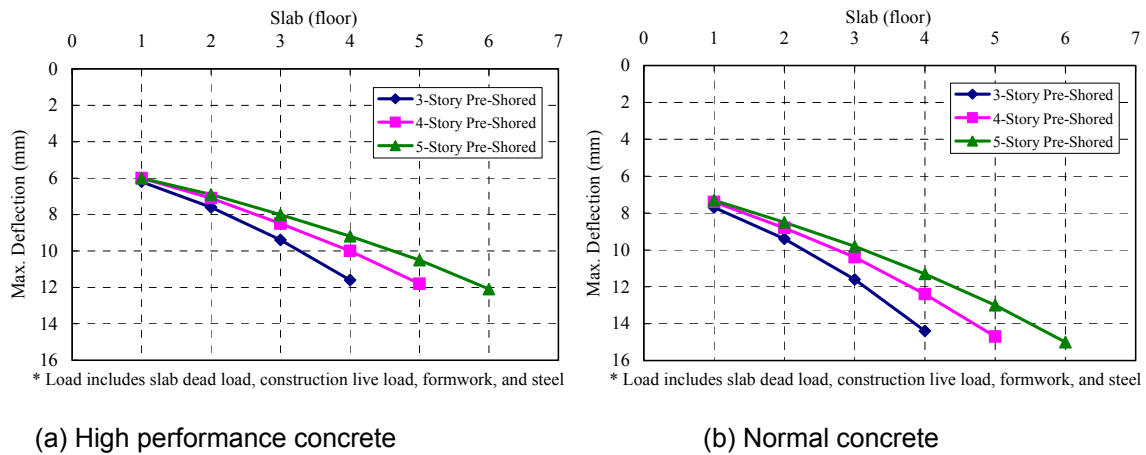 Slab (floor)
0 1 2 3 4 5 6 7
0
2
4
6
8
10
12
14
16
Max. Deflection (mm)
3-Story Pre-Shored
4-Story Pre-Shored
5-Story Pre-Shored
* Load includes slab dead load, construction live load, formwork, and steel
(a) High performance concrete
Slab (floor)
0 1 2 3 4 5 6 7
0
2
4
6
8
10
12
14
16
Max. Deflection (mm)
3-Story Pre-Shored
4-Story Pre-Shored
5-Story Pre-Shored
* Load includes slab dead load, construction live load, formwork, and steel
(b) Normal concrete